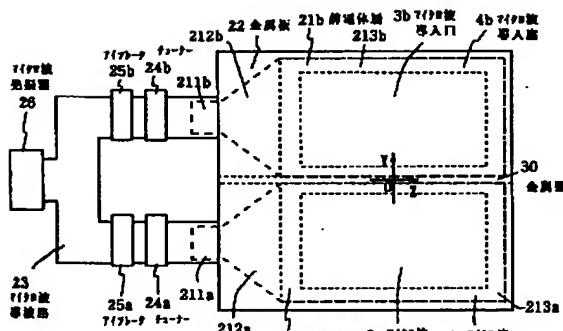 22 金属板
212b
21b 誘電体層
213b
3b マイクロ波
導入口
4b マイクロ波
導入窓
アイソレータ
25b
チューナー
24b
211b
マイクロ波
発振器
26
30
金属壁
Y
Z
23
マイクロ波
導波路
25a
アイソレータ
24a
チューナー
211a
212a
213a